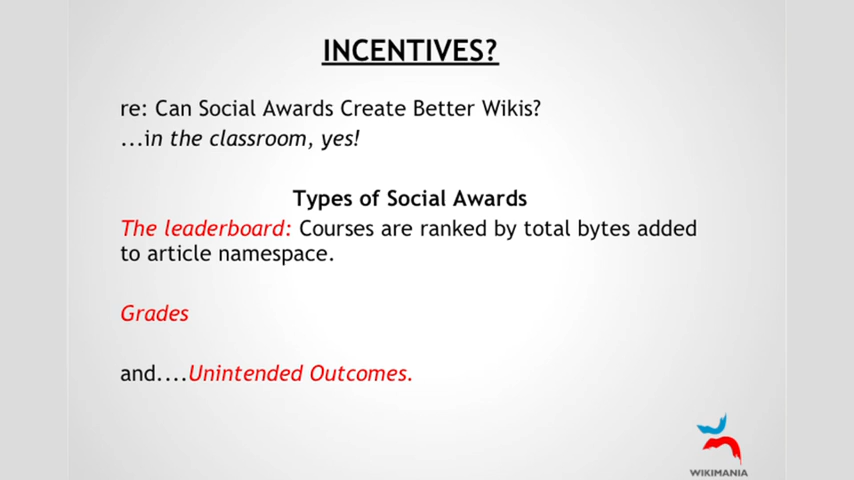 INCENTIVES?
re: Can Social Awards Create Better Wikis?
...in the classroom, yes!
Types of Social Awards
The leaderboard: Courses are ranked by total bytes added
to article namespace.
Grades
and....Unintended Outcomes.
WIKIMANIA